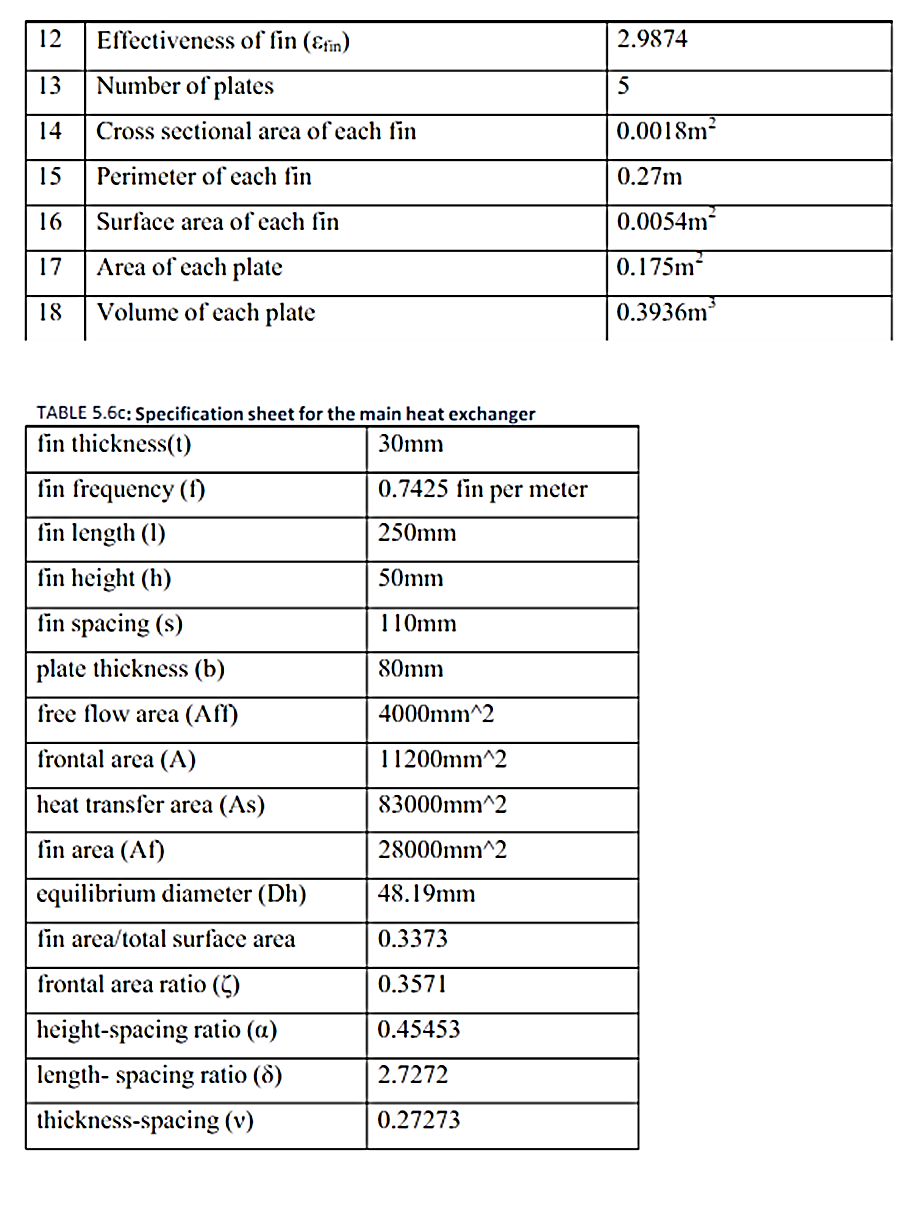 12 Effectiveness of fin (εfin) 2.9874
13 Number of plates 5
14 Cross sectional area of each fin 0.0018m²
15 Perimeter of each fin 0.27m
16 Surface area of each fin 0.0054m²
17 Area of each plate 0.175m²
18 Volume of each plate 0.3936m³
TABLE 5.6c: Specification sheet for the main heat exchanger
fin thickness(t) 30mm
fin frequency (f) 0.7425 fin per meter
fin length (l) 250mm
fin height (h) 50mm
fin spacing (s) 110mm
plate thickness (b) 80mm
free flow area (Aff) 4000mm^2
frontal area (A) 11200mm^2
heat transfer area (As) 83000mm^2
fin area (Af) 28000mm^2
equilibrium diameter (Dh) 48.19mm
fin area/total surface area 0.3373
frontal area ratio (ζ) 0.3571
height-spacing ratio (α) 0.45453
length- spacing ratio (δ) 2.7272
thickness-spacing (ν) 0.27273